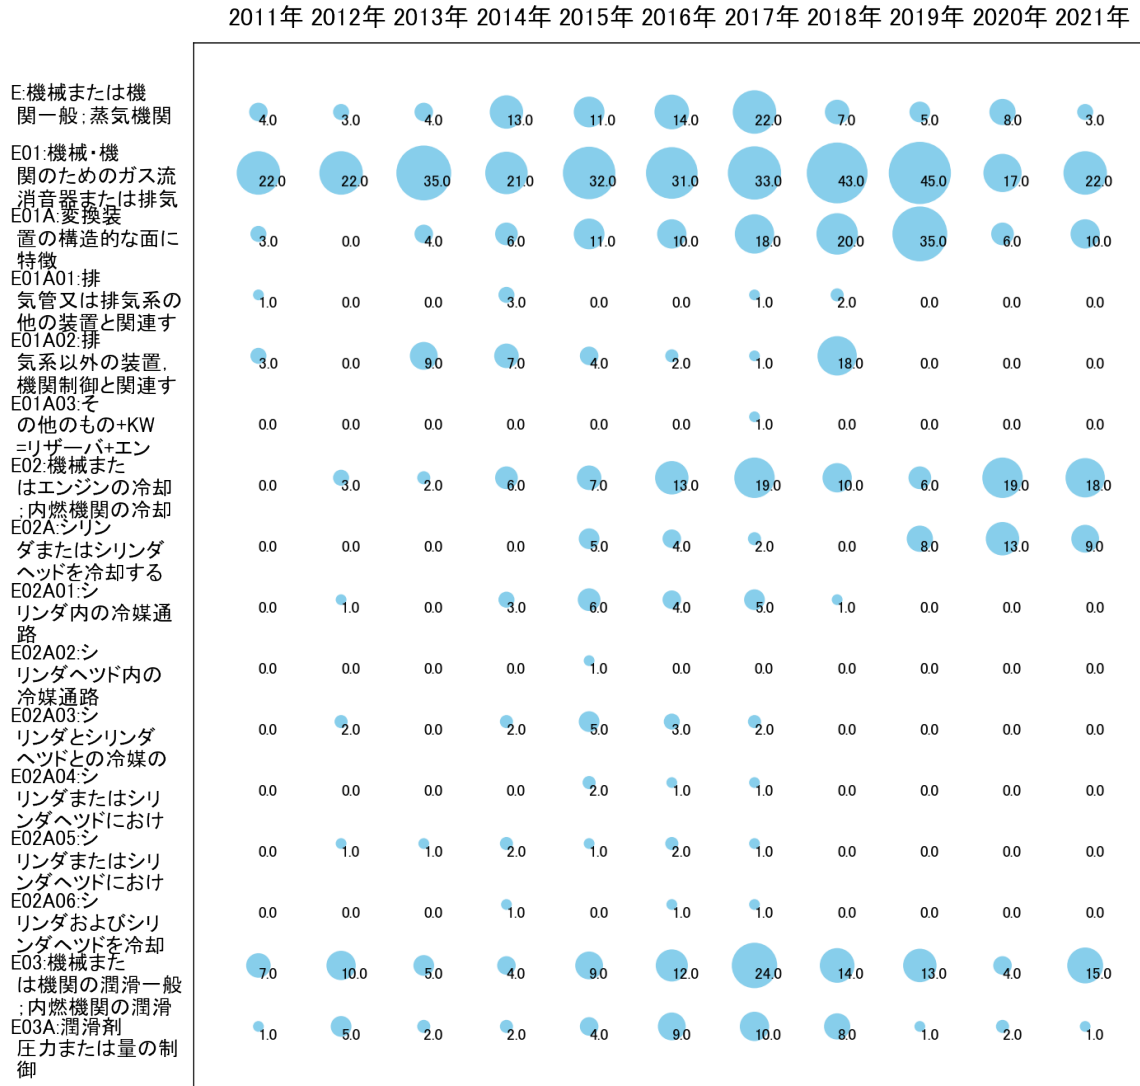 2011年 2012年 2013年 2014年 2015年 2016年 2017年 2018年 2019年 2020年 2021年
E:機械または機
関一般;蒸気機関
4.0 3.0 4.0 13.0 11.0 14.0 22.0 7.0 5.0 8.0 3.0
E01:機械・機
関のためのガス流
消音器または排気
22.0 22.0 35.0 21.0 32.0 31.0 33.0 43.0 45.0 17.0 22.0
E01A:変換装
置の構造的な面に
特徴
3.0 0.0 4.0 6.0 11.0 10.0 18.0 20.0 35.0 6.0 10.0
E01A01:排
気管又は排気系の
他の装置と関連す
1.0 0.0 0.0 3.0 0.0 0.0 1.0 2.0 0.0 0.0 0.0
E01A02:排
気系以外の装置,
機関制御と関連す
3.0 0.0 9.0 7.0 4.0 2.0 1.0 18.0 0.0 0.0 0.0
E01A03:そ
の他のもの+KW
=リザーバ+エン
0.0 0.0 0.0 0.0 0.0 0.0 1.0 0.0 0.0 0.0 0.0
E02:機械また
はエンジンの冷却
;内燃機関の冷却
0.0 3.0 2.0 6.0 7.0 13.0 19.0 10.0 6.0 19.0 18.0
E02A:シリン
ダまたはシリンダ
ヘッドを冷却する
0.0 0.0 0.0 0.0 5.0 4.0 2.0 0.0 8.0 13.0 9.0
E02A01:シ
リンダ内の冷媒通
路
0.0 1.0 0.0 3.0 6.0 4.0 5.0 1.0 0.0 0.0 0.0
E02A02:シ
リンダヘツド内の
冷媒通路
0.0 0.0 0.0 0.0 1.0 0.0 0.0 0.0 0.0 0.0 0.0
E02A03:シ
リンダとシリンダ
ヘツドとの冷媒の
0.0 2.0 0.0 2.0 5.0 3.0 2.0 0.0 0.0 0.0 0.0
E02A04:シ
リンダまたはシリ
ンダヘツドにおけ
0.0 0.0 0.0 0.0 2.0 1.0 1.0 0.0 0.0 0.0 0.0
E02A05:シ
リンダまたはシリ
ンダヘツドにおけ
0.0 1.0 1.0 2.0 1.0 2.0 1.0 0.0 0.0 0.0 0.0
E02A06:シ
リンダおよびシリ
ンダヘツドを冷却
0.0 0.0 0.0 1.0 0.0 1.0 1.0 0.0 0.0 0.0 0.0
E03:機械また
は機関の潤滑一般
;内燃機関の潤滑
7.0 10.0 5.0 4.0 9.0 12.0 24.0 14.0 13.0 4.0 15.0
E03A:潤滑剤
圧力または量の制
御
1.0 5.0 2.0 2.0 4.0 9.0 10.0 8.0 1.0 2.0 1.0